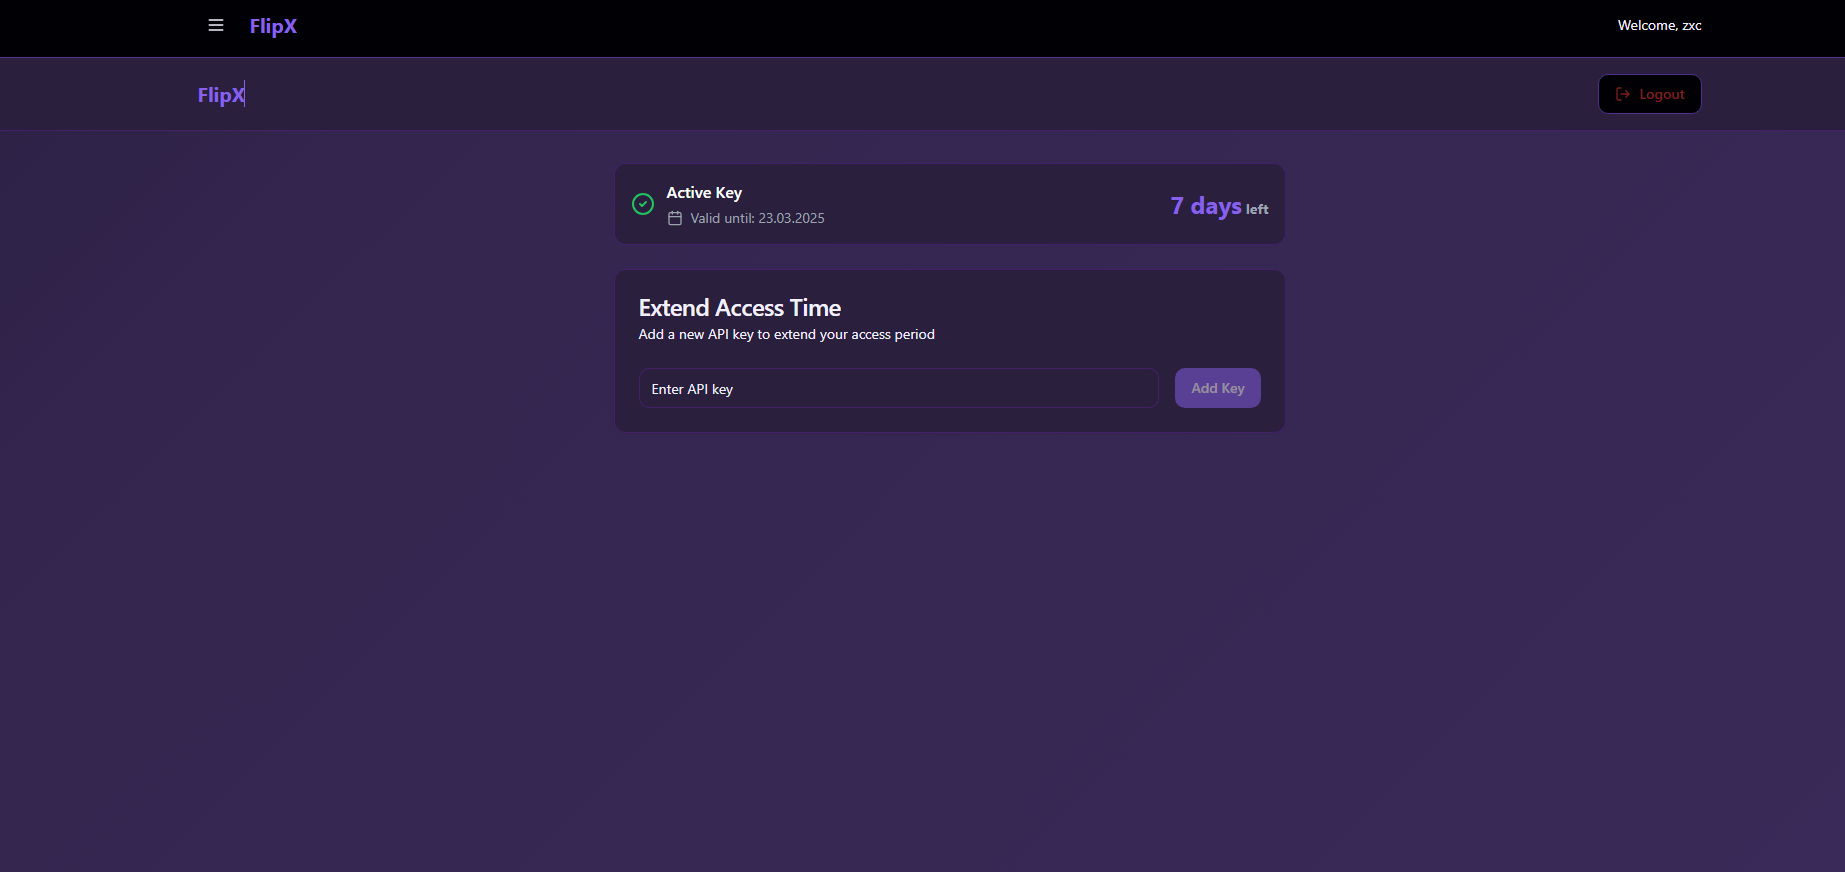 FlipX
Welcome, zxc
FlipX
Logout
Active Key
Valid until: 23.03.2025
7 days left
Extend Access Time
Add a new API key to extend your access period
Enter API key
Add Key